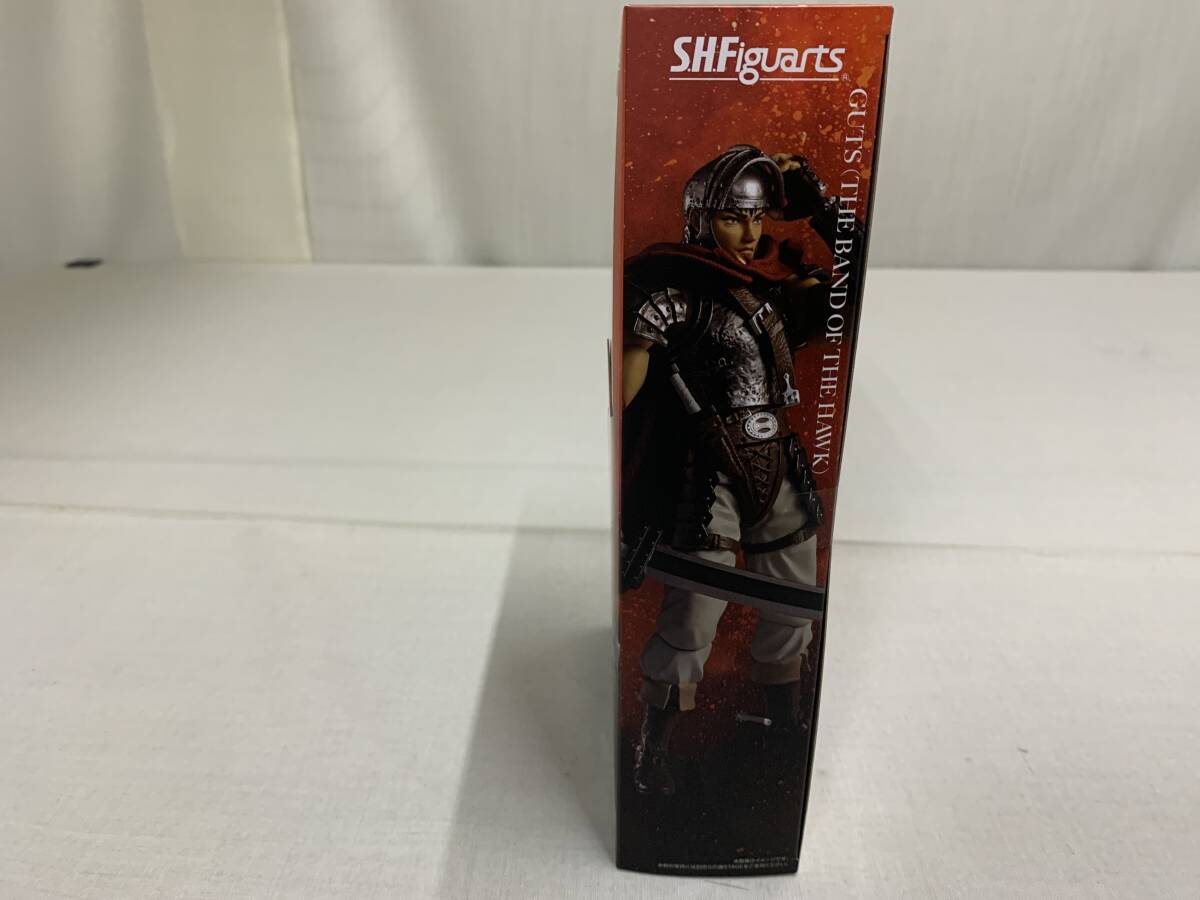 S.H.Figuarts
GUTS (THE BAND OF THE HAWK)